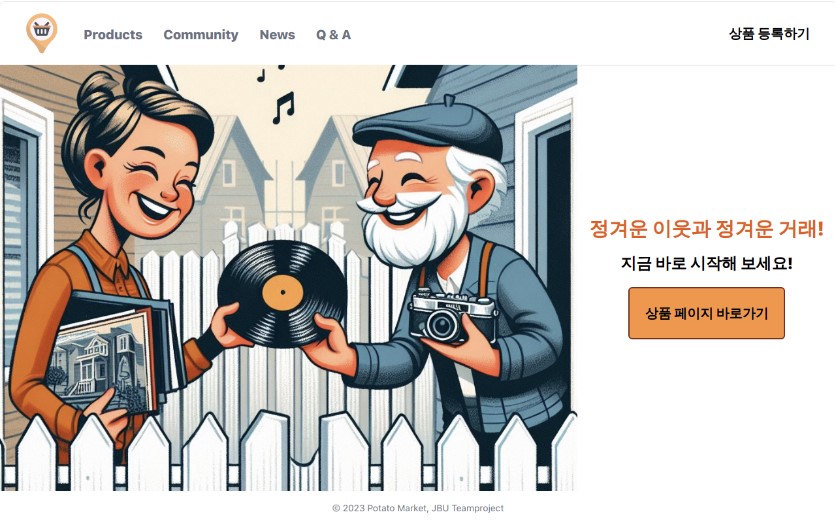 Products Community News Q & A 상품 등록하기
정겨운 이웃과 정겨운 거래!
지금 바로 시작해 보세요!
상품 페이지 바로가기
© 2023 Potato Market, JBU Teamproject